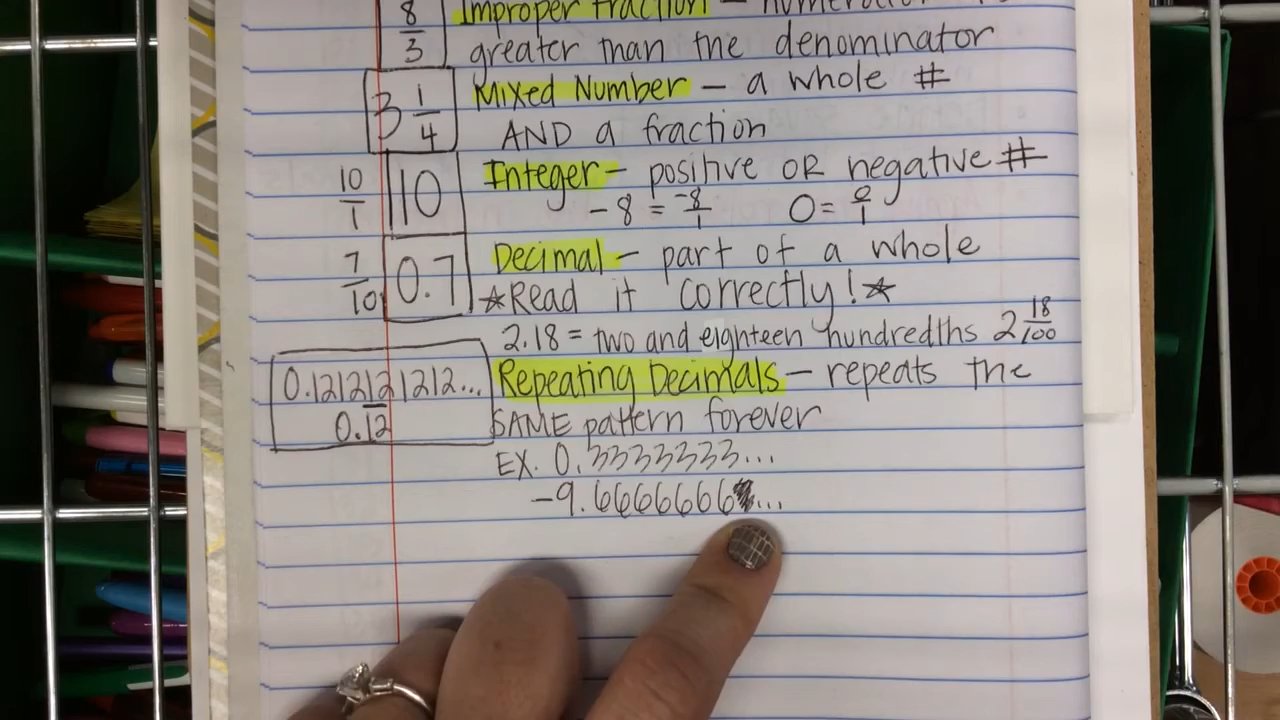 8/3 Improper fraction -
greater than the denominator
3 1/4 Mixed Number - a whole #
AND a fraction
10/1 10 Integer - positive OR negative #
-8 = -8/1 0 = 0/1
7/10 0.7 Decimal - part of a whole
☆Read it correctly!☆
2.18 = two and eighteen hundredths 2 18/100
0.1212121212... Repeating Decimals - repeats the
0.1̅2̅ SAME pattern forever
EX. 0.3333333...
-9.6666666...